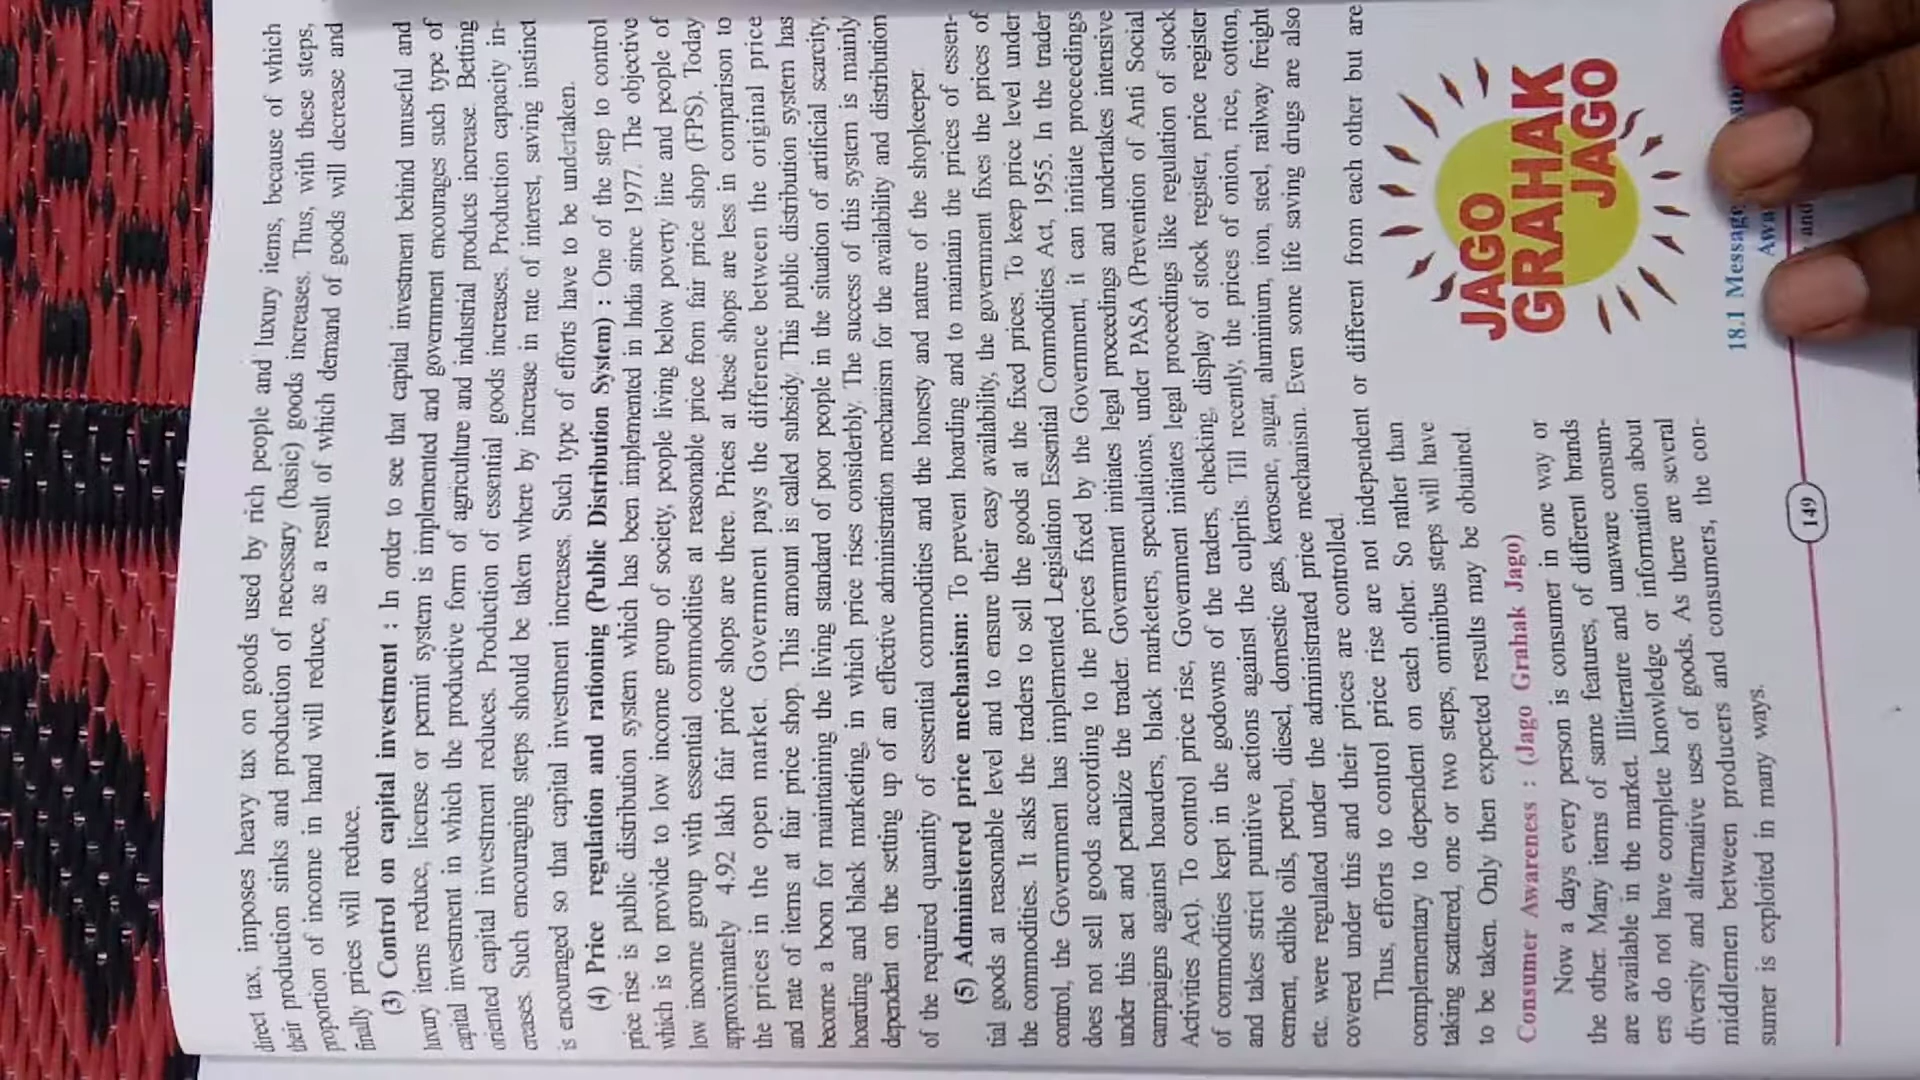 direct tax, imposes heavy tax on goods used by rich people and luxury items, because of which
their production sinks and production of necessary (basic) goods increases. Thus, with these steps,
proportion of income in hand will reduce, as a result of which demand of goods will decrease and
finally prices will reduce.
(3) Control on capital investment : In order to see that capital investment behind unuseful and
luxury items reduce, license or permit system is implemented and government encourages such type of
capital investment in which the productive form of agriculture and industrial products increase. Betting
oriented capital investment reduces. Production of essential goods increases. Production capacity in-
creases. Such encouraging steps should be taken where by increase in rate of interest, saving instinct
is encouraged so that capital investment increases. Such type of efforts have to be undertaken.
(4) Price regulation and rationing (Public Distribution System) : One of the step to control
price rise is public distribution system which has been implemented in India since 1977. The objective
which is to provide to low income group of society, people living below poverty line and people of
low income group with essential commodities at reasonable price from fair price shop (FPS). Today
approximately 4.92 lakh fair price shops are there. Prices at these shops are less in comparison to
the prices in the open market. Government pays the difference between the original price
and rate of items at fair price shop. This amount is called subsidy. This public distribution system has
become a boon for maintaining the living standard of poor people in the situation of artificial scarcity,
hoarding and black marketing, in which price rises considerbly. The success of this system is mainly
dependent on the seting up of an effective administration mechanism for the availability and distribution
of the required quantity of essential commodities and the honesty and nature of the shopkeeper.
(5) Administered price mechanism: To prevent hoarding and to maintain the prices of essen-
tial goods at reasonable level and to ensure their easy availability, the government fixes the prices of
the commodities. It asks the traders to sell the goods at the fixed prices. To keep price level under
control, the Government has implemented Legislation Essential Commodities Act, 1955. In the trader
does not sell goods according to the prices fixed by the Government, it can initiate proceedings
under this act and penalize the trader. Government initiates legal proceedings and undertakes intensive
campaigns against hoarders, black marketers, speculations, under PASA (Prevention of Anti Social
Activities Act). To control price rise, Government initiates legal proceedings like regulation of stock
of commodities kept in the godowns of the traders, checking, display of stock register, price register
and takes strict punitive actions against the culprits. Till recently, the prices of onion, rice, cotton,
cement, edible oils, petrol, diesel, domestic gas, kerosene, sugar, aluminium, iron, steel, railway freight
etc. were regulated under the administrated price mechanism. Even some life saving drugs are also
covered under this and their prices are controlled.
Thus, efforts to control price rise are not independent or different from each other but are
complementary to dependent on each other. So rather than
taking scattered, one or two steps, ominibus steps will have
to be taken. Only then expected results may be obtained.
Consumer Awareness : (Jago Grahak Jago)
Now a days every person is consumer in one way or
the other. Many items of same features, of different brands
are available in the market. Illiterate and unaware consum-
ers do not have complete knowledge or information about
diversity and alternative uses of goods. As there are several
middlemen between producers and consumers, the con-
sumer is exploited in many ways.
JAGO
GRAHAK
JAGO
18.1 Message
Awa
and
149